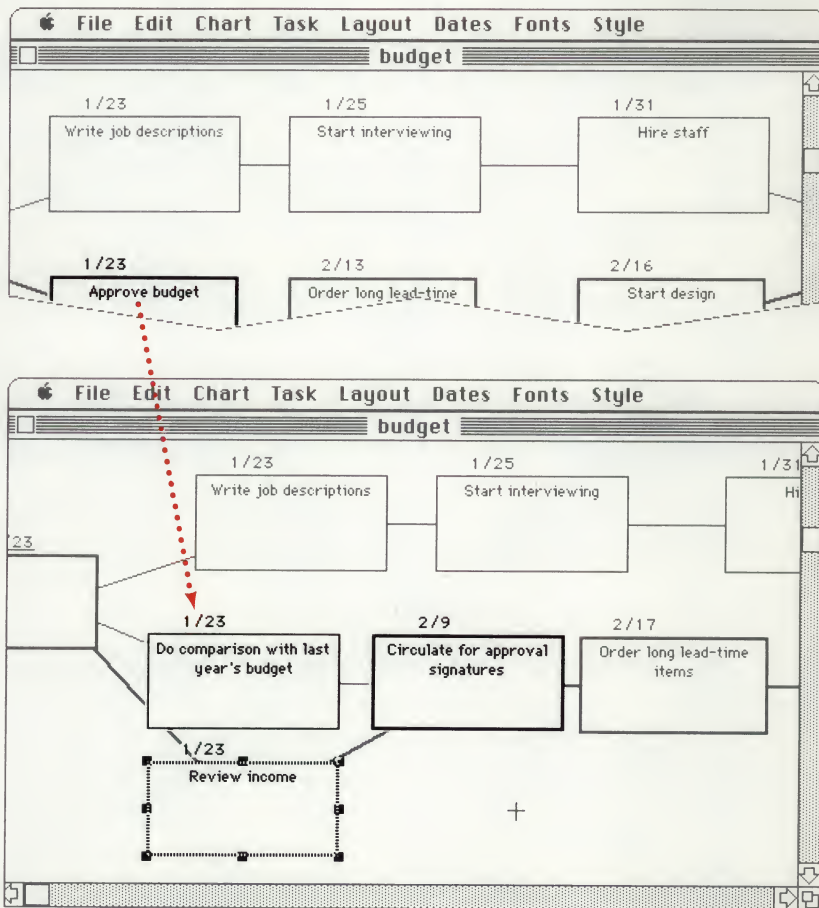 File Edit Chart Task Layout Dates Fonts Style
budget
1/23 1/25 1/31
Write job descriptions Start interviewing Hire staff
1/23 2/13 2/16
Approve budget Order long lead-time Start design
File Edit Chart Task Layout Dates Fonts Style
budget
1/23 1/25 1/31
Write job descriptions Start interviewing Hi
/23
1/23 2/9 2/17
Do comparison with last Circulate for approval Order long lead-time
year's budget signatures items
1/23
Review income